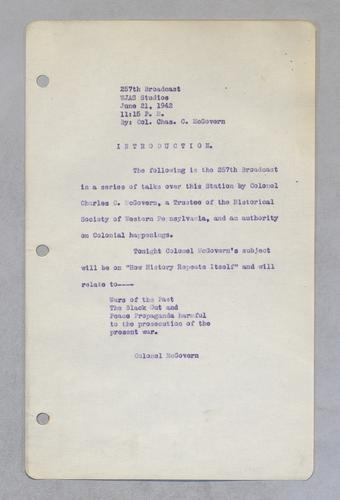 257th Broadcast
WJAS Studios
June 21, 1942
11:15 P. M.
By: Col. Chas. C. McGovern
INTRODUCTION.
The following is the 257th Broadcast
in a series of talks over this Station by Colonel
Charles C. McGovern, a Trustee of the Historical
Society of Western Pennsylvania, and an authority
on Colonial happenings.
Tonight Colonel McGovern's subject
will be on "How History Repeats Itself" and will
relate to----
Wars of the Past
The Black Out and
Peace Propaganda harmful
to the prosecution of the
present war.
Colonel McGovern